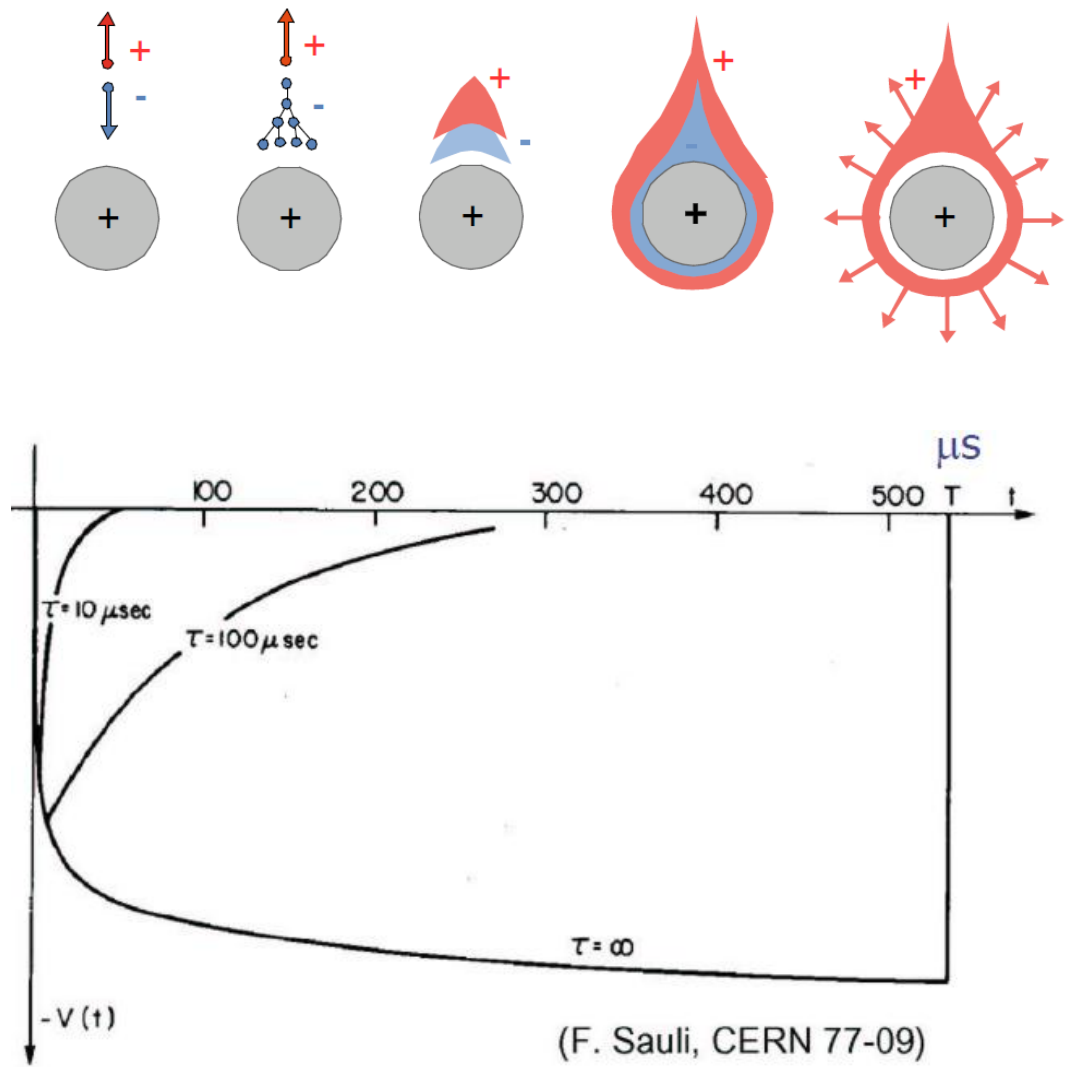 + + + + +
- - - -
+ + + + +
μs
100 200 300 400 500 T t
τ=10 μsec
τ=100 μsec
τ=∞
-V(t)
(F. Sauli, CERN 77-09)